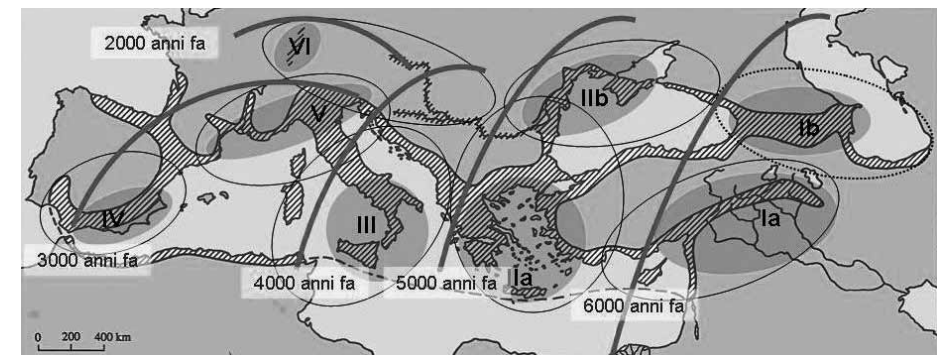 2000 anni fa
VI
V
IIb
Ib
IV
III
IIa
Ia
3000 anni fa
4000 anni fa
5000 anni fa
6000 anni fa
0 200 400 km